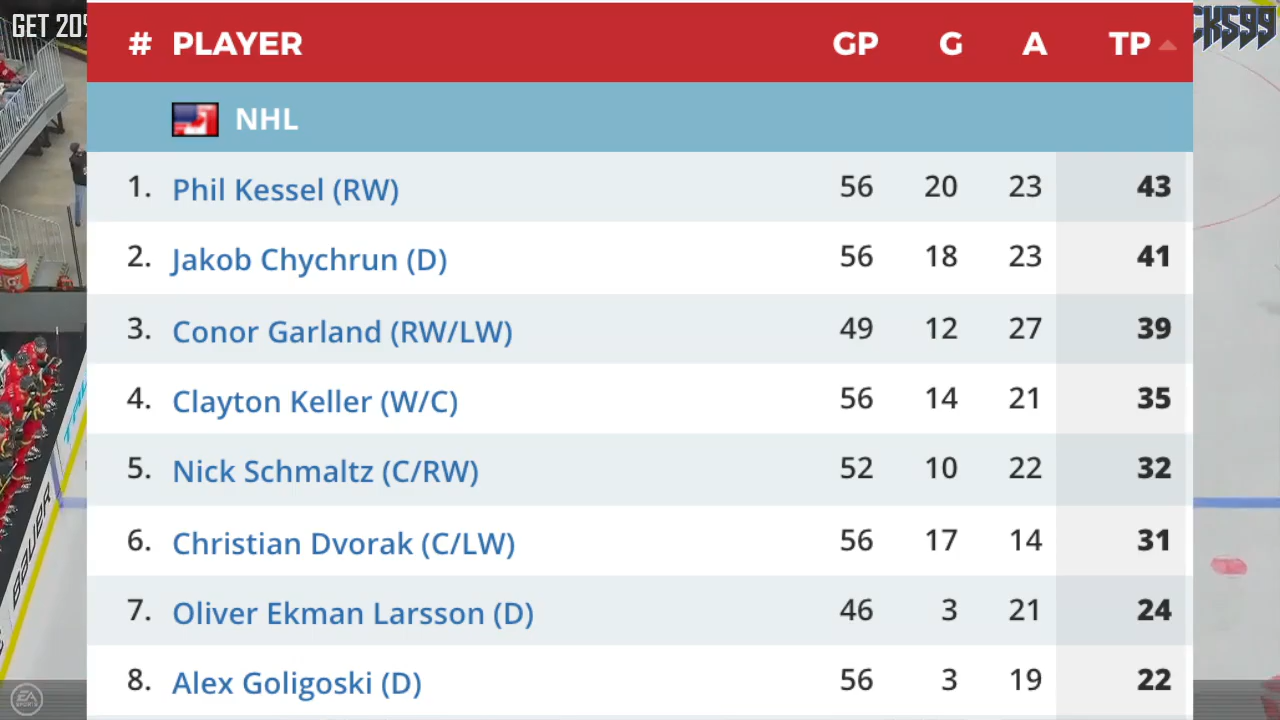 GET 20
# PLAYER GP G A TP
NHL
1. Phil Kessel (RW) 56 20 23 43
2. Jakob Chychrun (D) 56 18 23 41
3. Conor Garland (RW/LW) 49 12 27 39
4. Clayton Keller (W/C) 56 14 21 35
5. Nick Schmaltz (C/RW) 52 10 22 32
6. Christian Dvorak (C/LW) 56 17 14 31
7. Oliver Ekman Larsson (D) 46 3 21 24
8. Alex Goligoski (D) 56 3 19 22
BAUER
EA
SPORTS